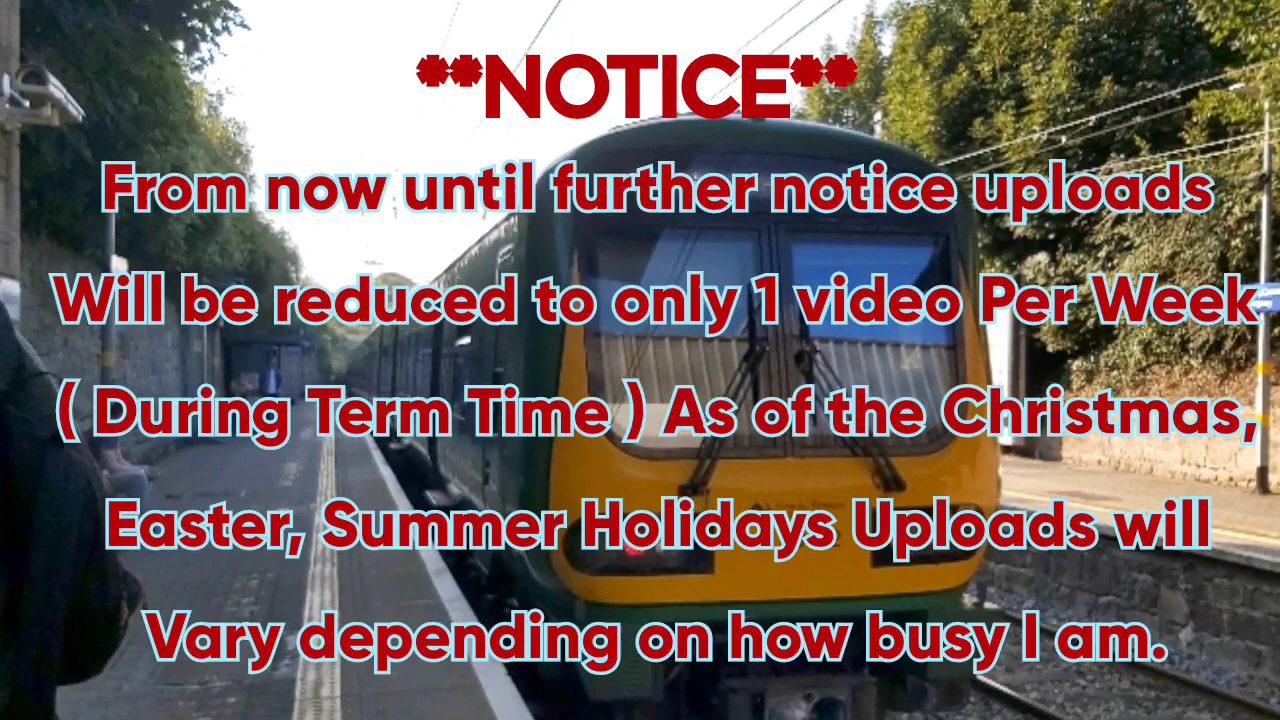 **NOTICE**
From now until further notice uploads
Will be reduced to only 1 video Per Week
( During Term Time ) As of the Christmas,
Easter, Summer Holidays Uploads will
Vary depending on how busy I am.